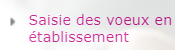 Saisie des voeux en
établissement